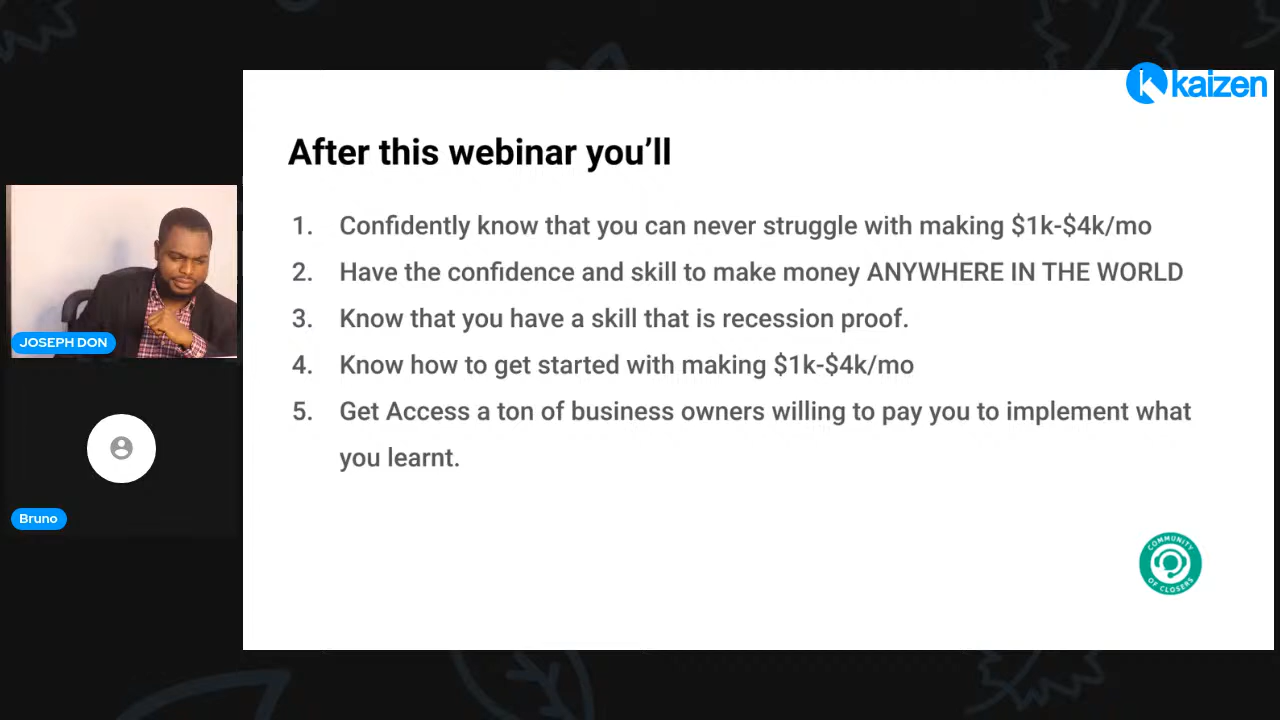 kaizen
After this webinar you'll
1. Confidently know that you can never struggle with making $1k-$4k/mo
2. Have the confidence and skill to make money ANYWHERE IN THE WORLD
3. Know that you have a skill that is recession proof.
4. Know how to get started with making $1k-$4k/mo
5. Get Access a ton of business owners willing to pay you to implement what
you learnt.
JOSEPH DON
Bruno
COMMUNITY
OF CLOSERS